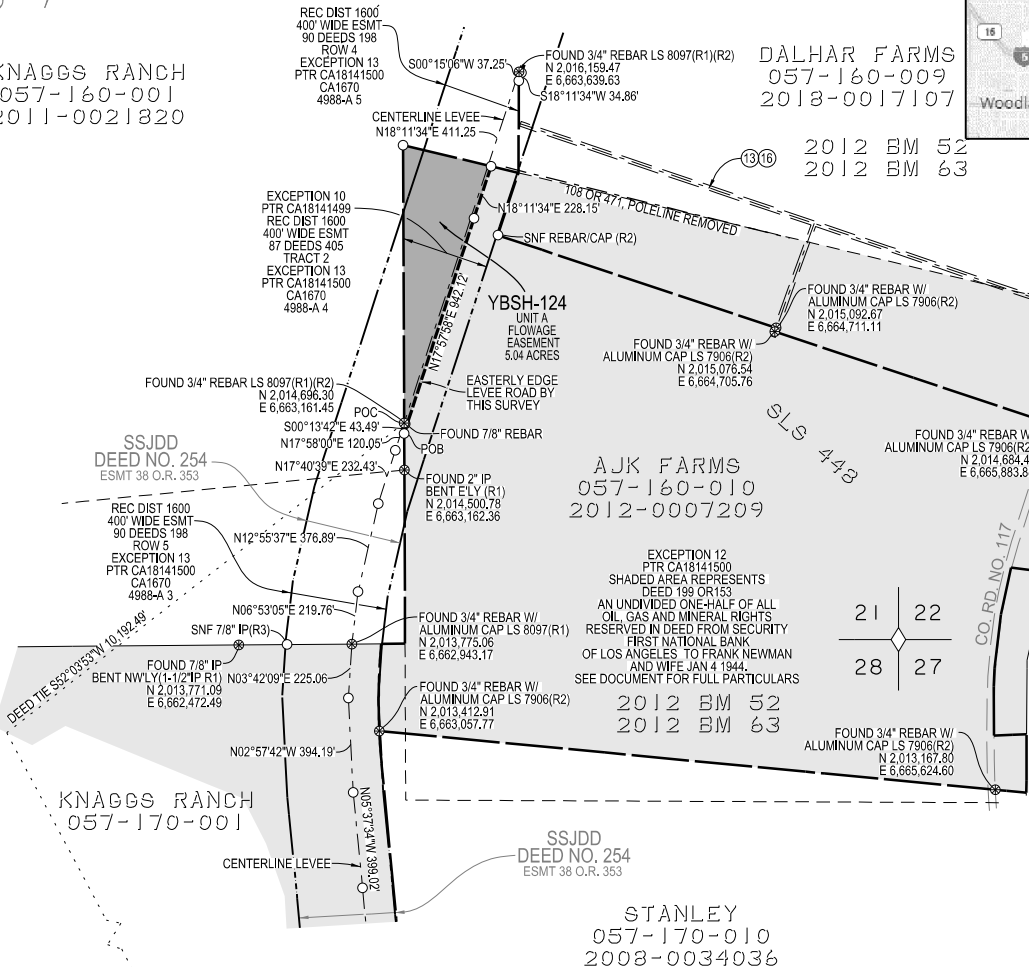 KNAGGS RANCH
057-160-001
2011-0021820
REC DIST 1600
400' WIDE ESMT
90 DEEDS 198
ROW 4
EXCEPTION 13
PTR CA18141500
CA1670
4988-A 5
S00°15'06"W 37.25'
FOUND 3/4" REBAR LS 8097(R1)(R2)
N 2,016,159.47
E 6,663,639.63
S18°11'34"W 34.86'
CENTERLINE LEVEE
N18°11'34"E 411.25
DALHAR FARMS
057-160-009
2018-0017107
16
5
2012 BM 52
2012 BM 63
13 16
108 OR 471, POLELINE REMOVED
EXCEPTION 10
PTR CA18141499
REC DIST 1600
400' WIDE ESMT
87 DEEDS 405
TRACT 2
EXCEPTION 13
PTR CA18141500
CA1670
4988-A 4
N18°11'34"E 228.15'
SNF REBAR/CAP (R2)
YBSH-124
UNIT A
FLOWAGE
EASEMENT
5.04 ACRES
N17°57'58"E 942.12'
EASTERLY EDGE
LEVEE ROAD BY
THIS SURVEY
FOUND 3/4" REBAR W/
ALUMINUM CAP LS 7906(R2)
N 2,015,092.67
E 6,664,711.11
FOUND 3/4" REBAR W/
ALUMINUM CAP LS 7906(R2)
N 2,015,076.54
E 6,664,705.76
FOUND 3/4" REBAR LS 8097(R1)(R2)
N 2,014,696.30
E 6,663,161.45
POC
S00°13'42"E 43.49'
FOUND 7/8" REBAR
N17°58'00"E 120.05'
POB
SLS 448
ALUMINUM CAP LS 7906(R2
N 2,014,684.4
E 6,665,883.8
SSJDD
DEED NO. 254
ESMT 38 O.R. 353
N17°40'39"E 232.43'
FOUND 2" IP
BENT E'LY (R1)
N 2,014,500.78
E 6,663,162.36
AJK FARMS
057-160-010
2012-0007209
REC DIST 1600
400' WIDE ESMT
90 DEEDS 198
ROW 5
EXCEPTION 13
PTR CA18141500
CA1670
4988-A 3
N12°55'37"E 376.89'
EXCEPTION 12
PTR CA18141500
SHADED AREA REPRESENTS
DEED 199 OR153
AN UNDIVIDED ONE-HALF OF ALL
OIL, GAS AND MINERAL RIGHTS
RESERVED IN DEED FROM SECURITY
FIRST NATIONAL BANK
OF LOS ANGELES TO FRANK NEWMAN
AND WIFE JAN 4 1944.
SEE DOCUMENT FOR FULL PARTICULARS
2012 BM 52
2012 BM 63
CO. RD. NO. 117
21 22
28 27
N06°53'05"E 219.76'
SNF 7/8" IP(R3)
FOUND 3/4" REBAR W/
ALUMINUM CAP LS 8097(R1)
N 2,013,775.06
E 6,662,943.17
DEED TIE S52°03'53"W 10,192.49'
FOUND 7/8" IP
BENT NW'LY(1-1/2"IP R1)
N 2,013,771.09
E 6,662,472.49
N03°42'09"E 225.06
FOUND 3/4" REBAR W/
ALUMINUM CAP LS 7906(R2)
N 2,013,412.91
E 6,663,057.77
N02°57'42"W 394.19'
FOUND 3/4" REBAR W/
ALUMINUM CAP LS 7906(R2)
N 2,013,167.80
E 6,665,624.60
KNAGGS RANCH
057-170-001
N05°37'34"W 399.02'
CENTERLINE LEVEE
SSJDD
DEED NO. 254
ESMT 38 O.R. 353
STANLEY
057-170-010
2008-0034036